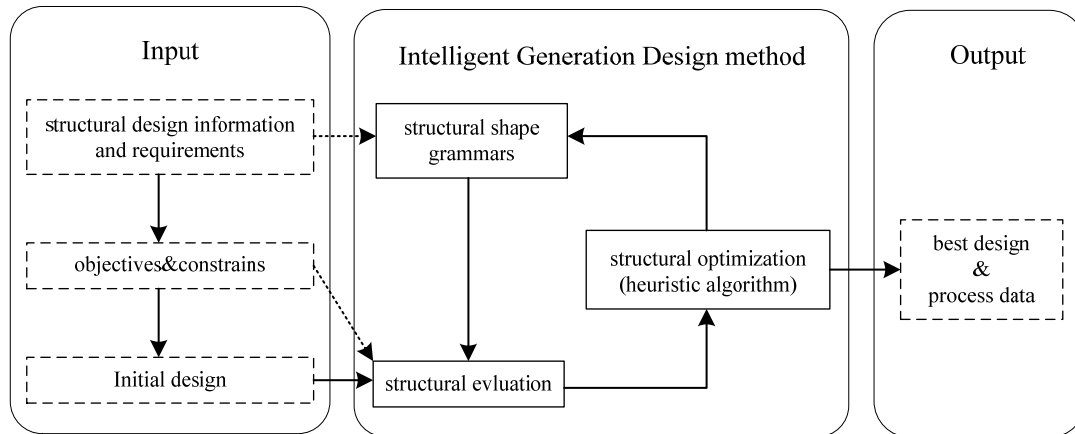 Input
structural design information
and requirements
objectives&constrains
Initial design
Intelligent Generation Design method
structural shape
grammars
structural optimization
(heuristic algorithm)
structural evluation
Output
best design
&
process data